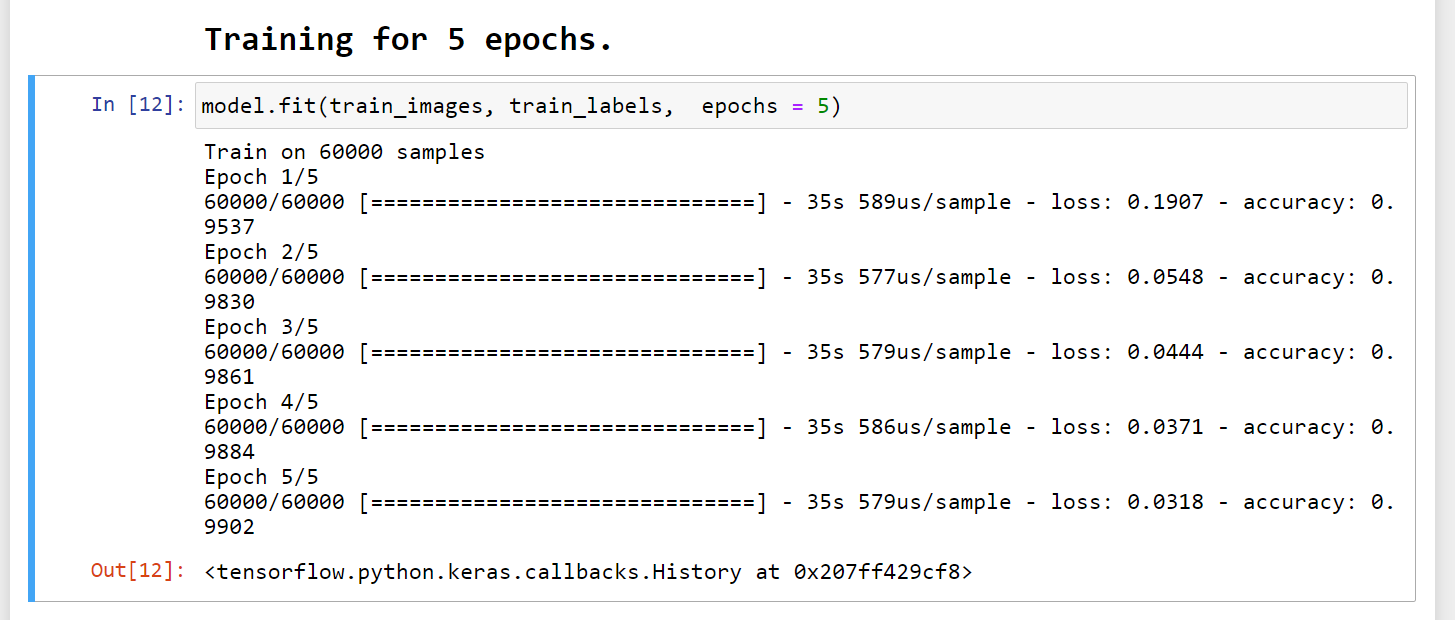 Training for 5 epochs.
In [12]: model.fit(train_images, train_labels,  epochs = 5)
Train on 60000 samples
Epoch 1/5
60000/60000 [==============================] - 35s 589us/sample - loss: 0.1907 - accuracy: 0.
9537
Epoch 2/5
60000/60000 [==============================] - 35s 577us/sample - loss: 0.0548 - accuracy: 0.
9830
Epoch 3/5
60000/60000 [==============================] - 35s 579us/sample - loss: 0.0444 - accuracy: 0.
9861
Epoch 4/5
60000/60000 [==============================] - 35s 586us/sample - loss: 0.0371 - accuracy: 0.
9884
Epoch 5/5
60000/60000 [==============================] - 35s 579us/sample - loss: 0.0318 - accuracy: 0.
9902
Out[12]: <tensorflow.python.keras.callbacks.History at 0x207ff429cf8>